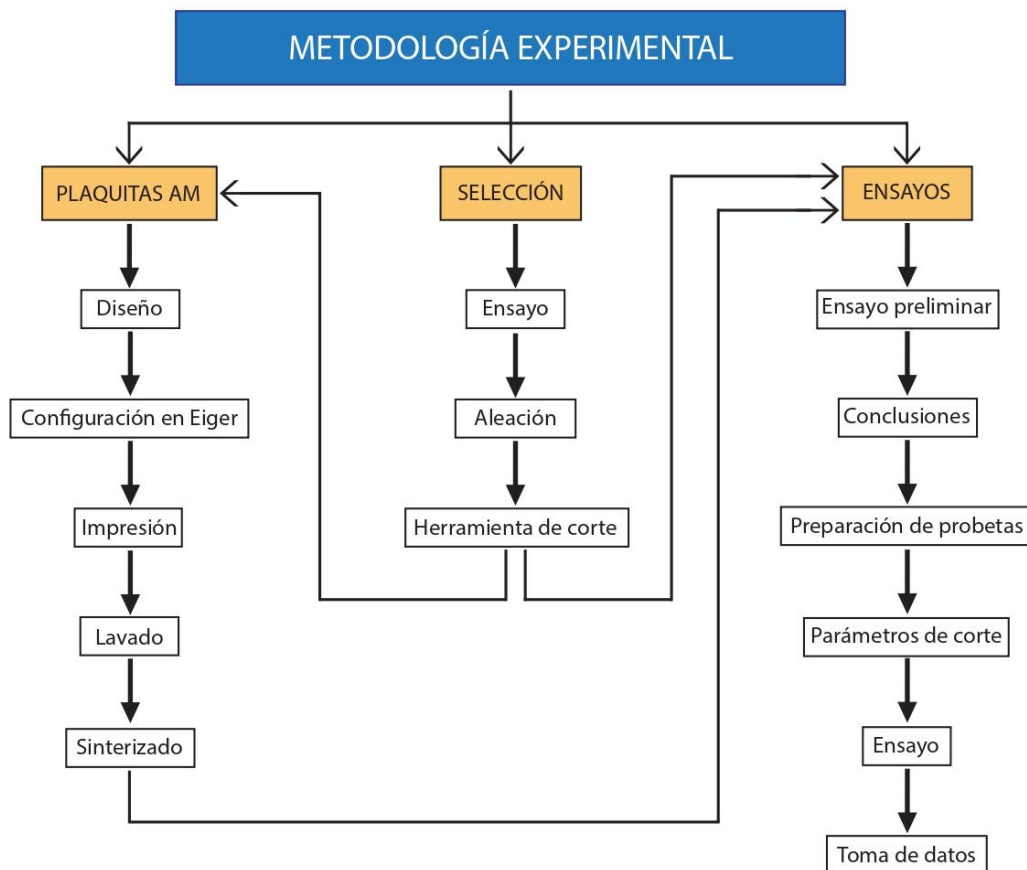 METODOLOGÍA EXPERIMENTAL
PLAQUITAS AM
Diseño
Configuración en Eiger
Impresión
Lavado
Sinterizado
SELECCIÓN
Ensayo
Aleación
Herramienta de corte
ENSAYOS
Ensayo preliminar
Conclusiones
Preparación de probetas
Parámetros de corte
Ensayo
Toma de datos